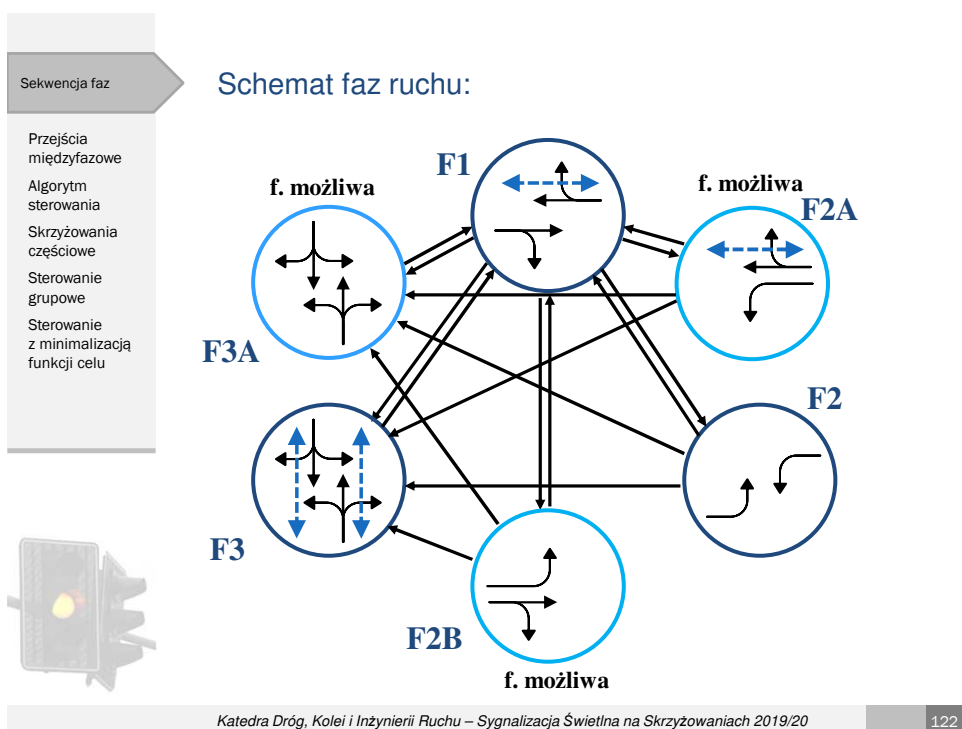 Sekwencja faz
Przejścia
międzyfazowe
Algorytm
sterowania
Skrzyżowania
częściowe
Sterowanie
grupowe
Sterowanie
z minimalizacją
funkcji celu
Schemat faz ruchu:
F1
f. możliwa
f. możliwa
F2A
F3A
F2
F3
F2B
f. możliwa
Katedra Dróg, Kolei i Inżynierii Ruchu – Sygnalizacja Świetlna na Skrzyżowaniach 2019/20
122